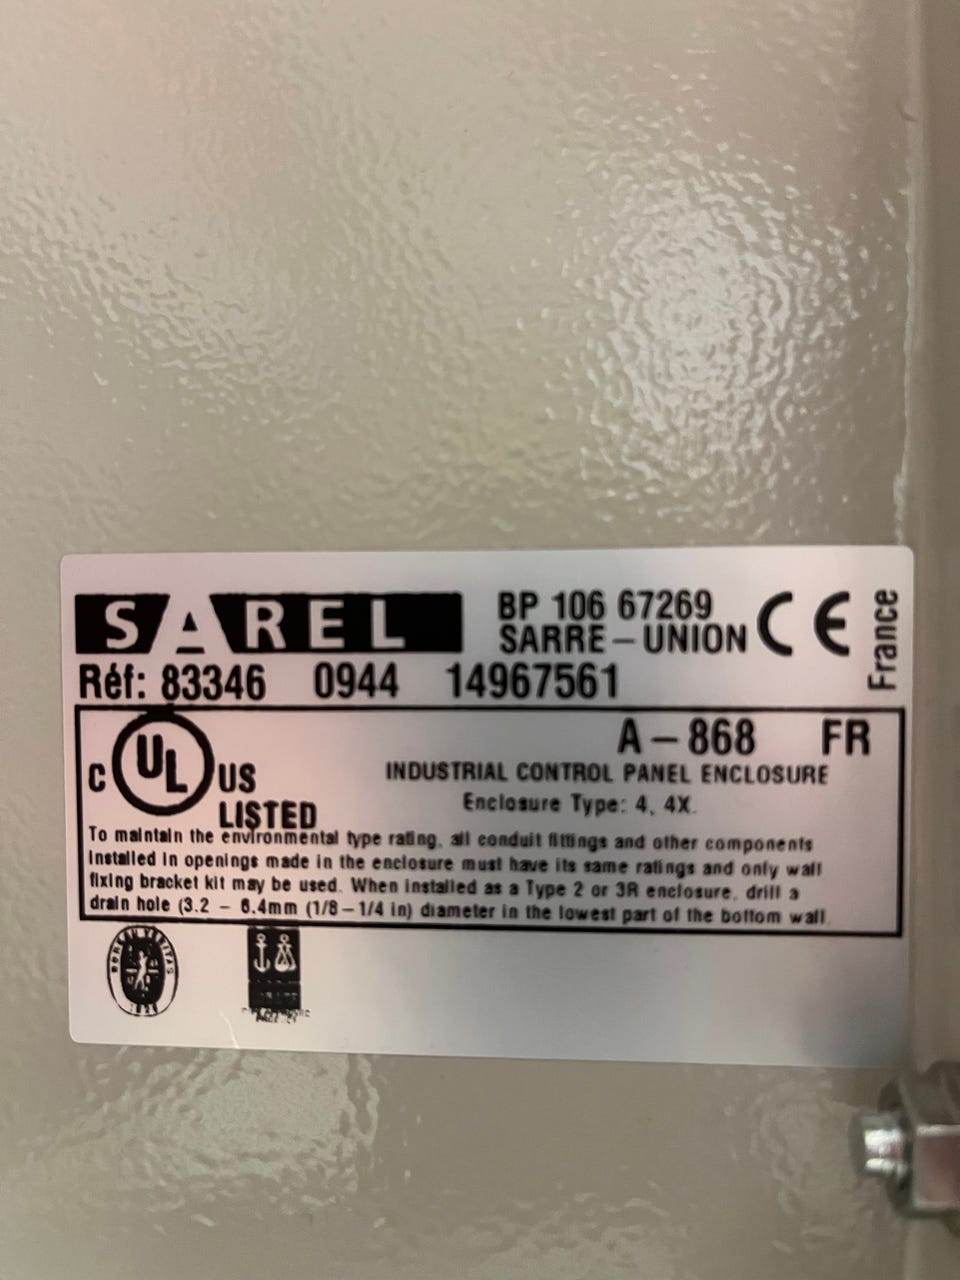 SAREL
BP 106 67269
SARRE – UNION
CE
France
Réf: 83346 0944 14967561
C UL US
LISTED
A – 868 FR
INDUSTRIAL CONTROL PANEL ENCLOSURE
Enclosure Type: 4, 4X.
To maintain the environmental type rating, all conduit fittings and other components
installed in openings made in the enclosure must have its same ratings and only wall
fixing bracket kit may be used. When installed as a Type 2 or 3R enclosure, drill a
drain hole (3.2 – 6.4mm (1/8 – 1/4 in) diameter in the lowest part of the bottom wall.
BUREAU VERITAS
1828